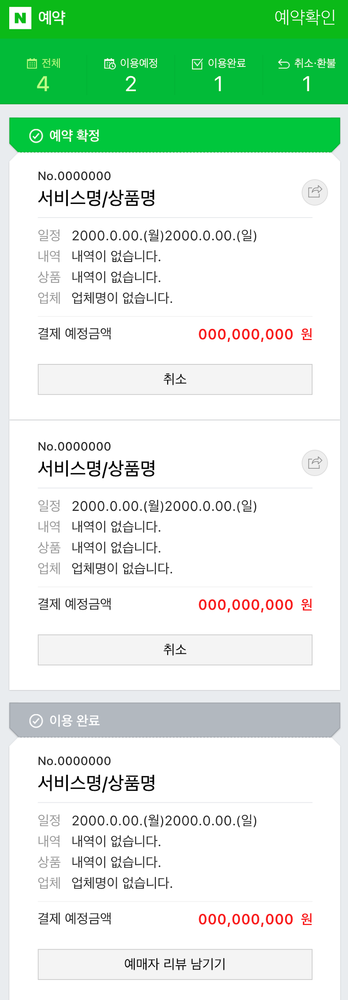 N 예약 예약확인
전체 이용예정 이용완료 취소·환불
4 2 1 1
예약 확정
No.0000000
서비스명/상품명
일정 2000.0.00.(월)2000.0.00.(일)
내역 내역이 없습니다.
상품 내역이 없습니다.
업체 업체명이 없습니다.
결제 예정금액 000,000,000 원
취소
No.0000000
서비스명/상품명
일정 2000.0.00.(월)2000.0.00.(일)
내역 내역이 없습니다.
상품 내역이 없습니다.
업체 업체명이 없습니다.
결제 예정금액 000,000,000 원
취소
이용 완료
No.0000000
서비스명/상품명
일정 2000.0.00.(월)2000.0.00.(일)
내역 내역이 없습니다.
상품 내역이 없습니다.
업체 업체명이 없습니다.
결제 예정금액 000,000,000 원
예매자 리뷰 남기기